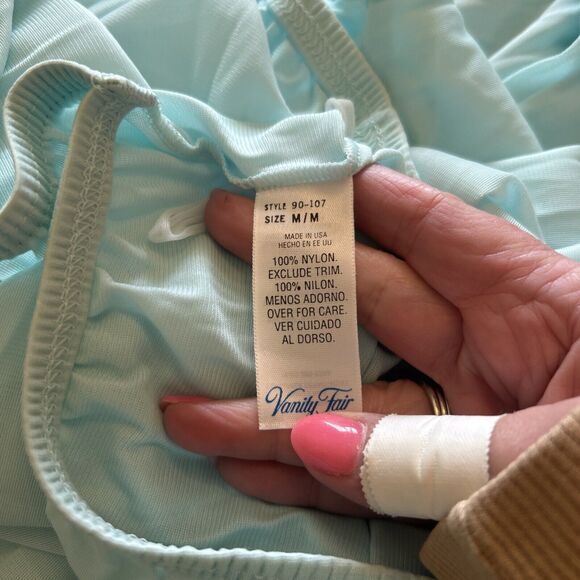 STYLE 90-107
SIZE M/M
MADE IN USA
HECHO EN EE UU
100% NYLON.
EXCLUDE TRIM.
100% NILON.
MENOS ADORNO.
OVER FOR CARE.
VER CUIDADO
AL DORSO.
Vanity Fair